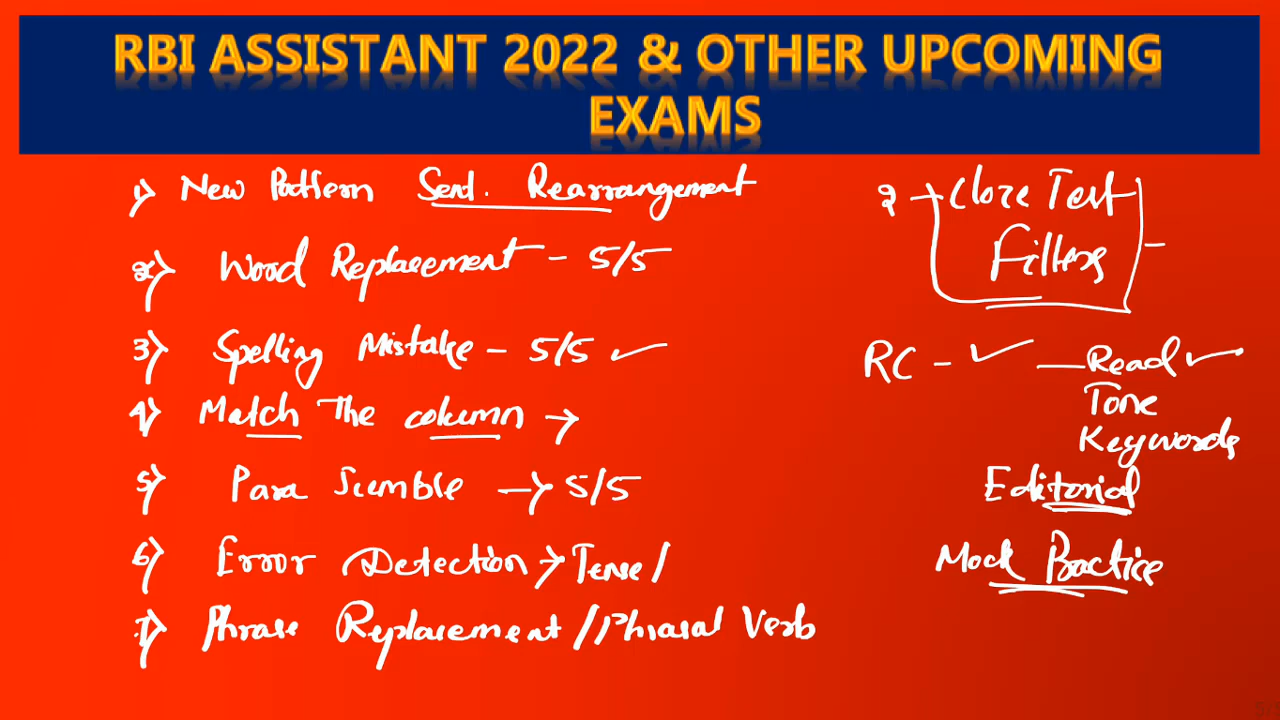 RBI ASSISTANT 2022 & OTHER UPCOMING
EXAMS
1) New Pattern Sent. Rearrangement
2) Word Replacement - 5/5
3) Spelling Mistake - 5/5 ✓
4) Match The column →
5) Para Sumble → 5/5
6) Error Detection → Tense /
7) Phrase Replacement / Phrasal Verb
Cloze Test
Fillers
RC - ✓ - Read ✓
Tone
Keywords
Editorial
Mock Practice